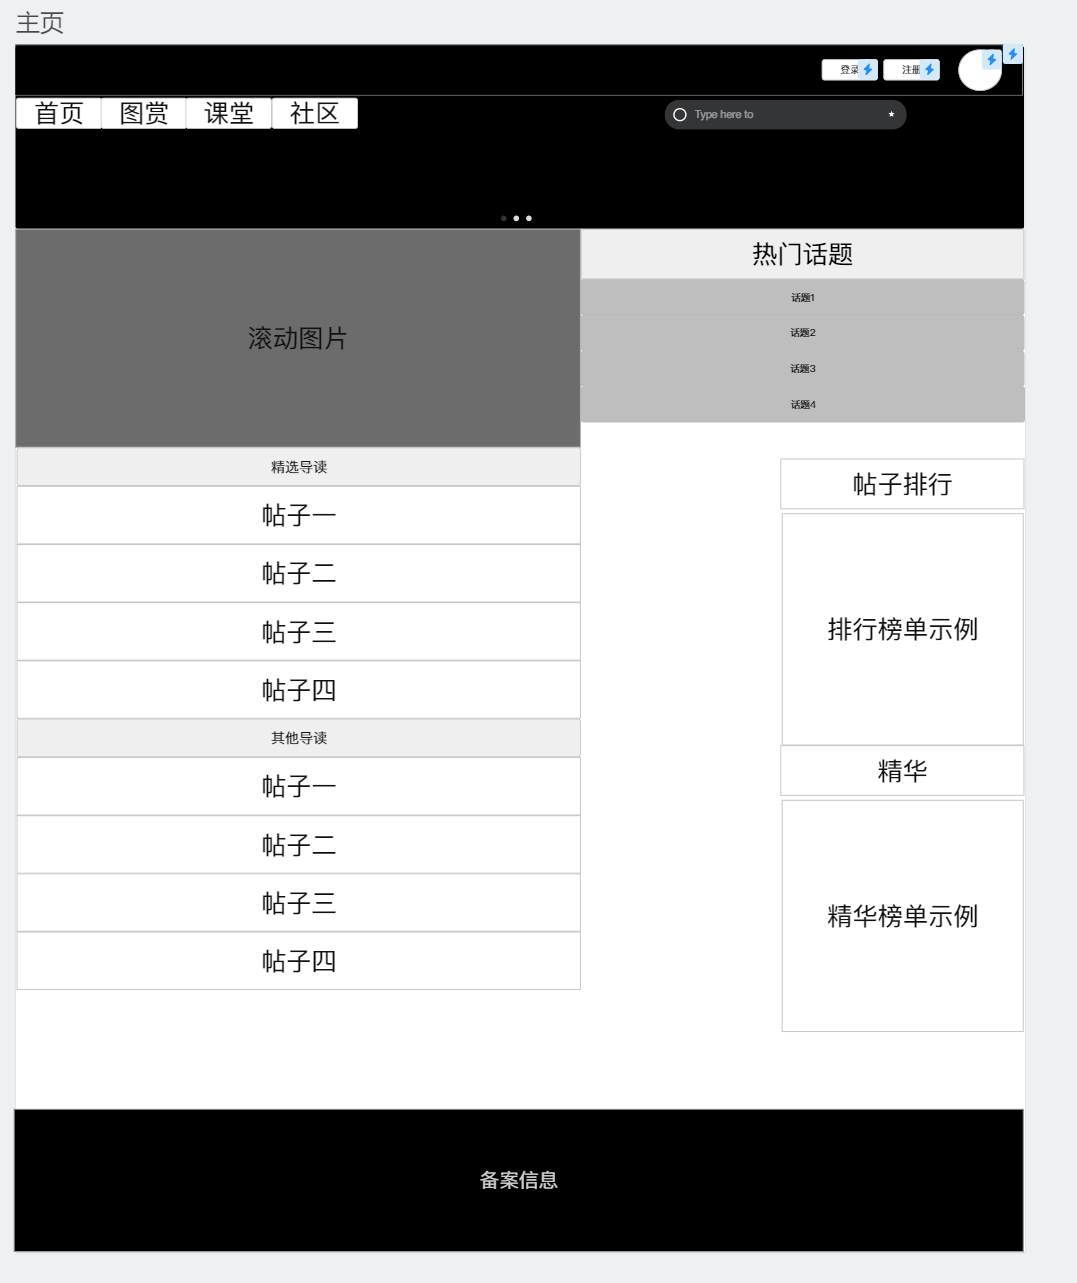 主页
登录
注册
首页 图赏 课堂 社区
Type here to
热门话题
话题1
话题2
话题3
话题4
滚动图片
精选导读
帖子一
帖子二
帖子三
帖子四
其他导读
帖子一
帖子二
帖子三
帖子四
帖子排行
排行榜单示例
精华
精华榜单示例
备案信息